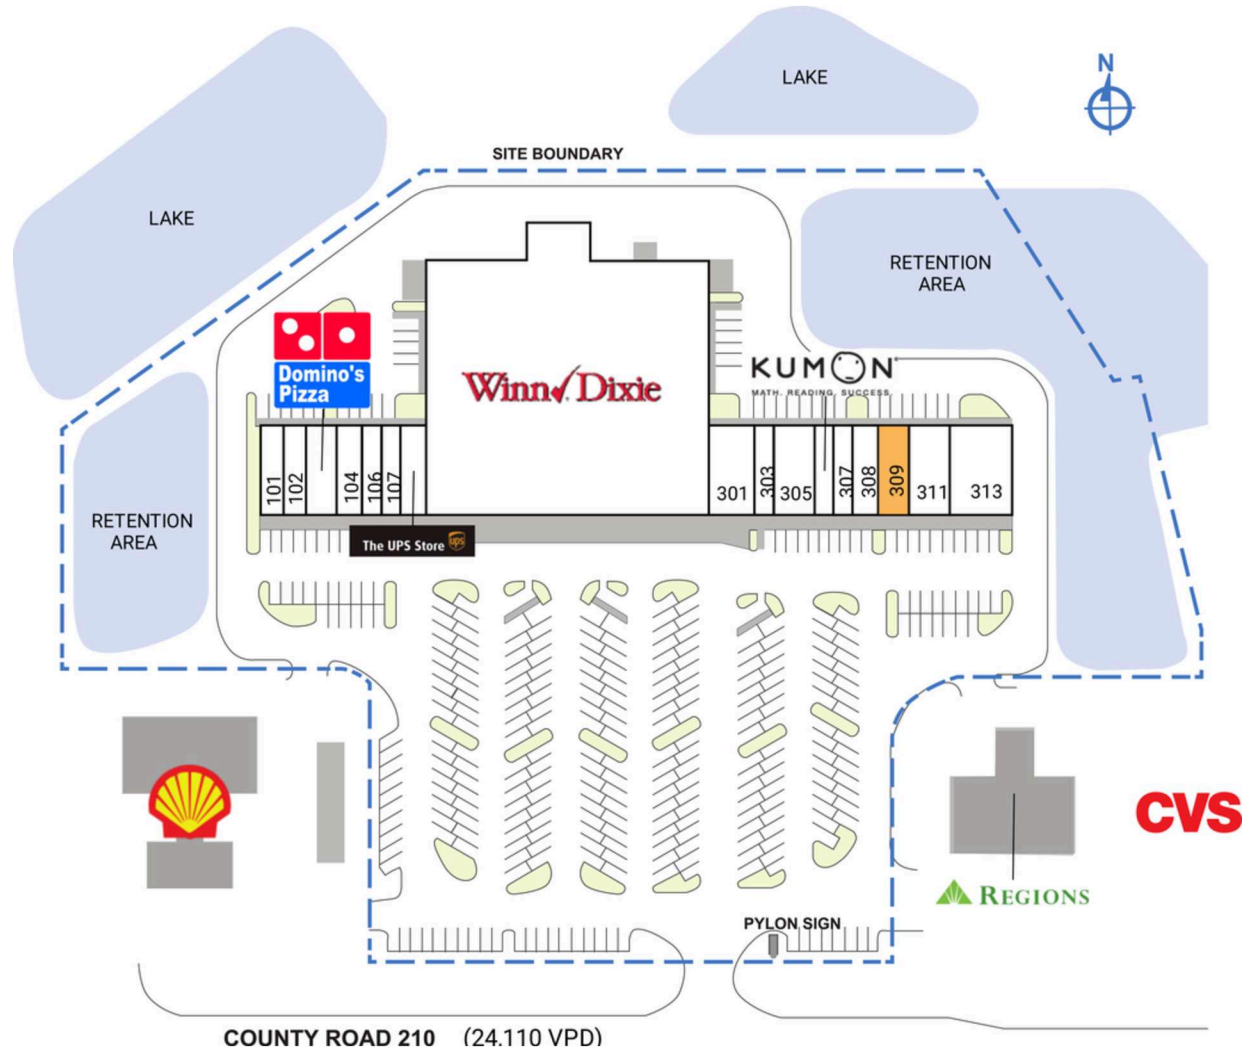 N
LAKE
SITE BOUNDARY
LAKE
RETENTION
AREA
Domino's
Pizza
KUMON
MATH. READING. SUCCESS.
Winn Dixie
101
102
104
106
107
301
303
305
307
308
309
311
313
RETENTION
AREA
The UPS Store
ups
CVS
REGIONS
PYLON SIGN
COUNTY ROAD 210 (24,110 VPD)